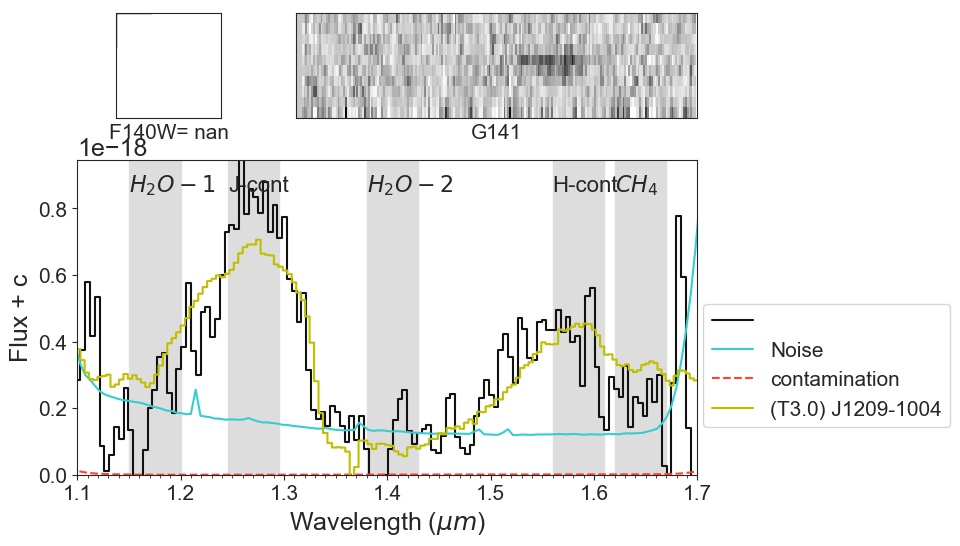 F140W= nan
G141
1e−18
H2O − 1 J-cont H2O − 2 H-cont CH4
0.8
0.6
0.4
0.2
0.0
Flux + c
1.1 1.2 1.3 1.4 1.5 1.6 1.7
Wavelength (μm)
Noise
contamination
(T3.0) J1209-1004